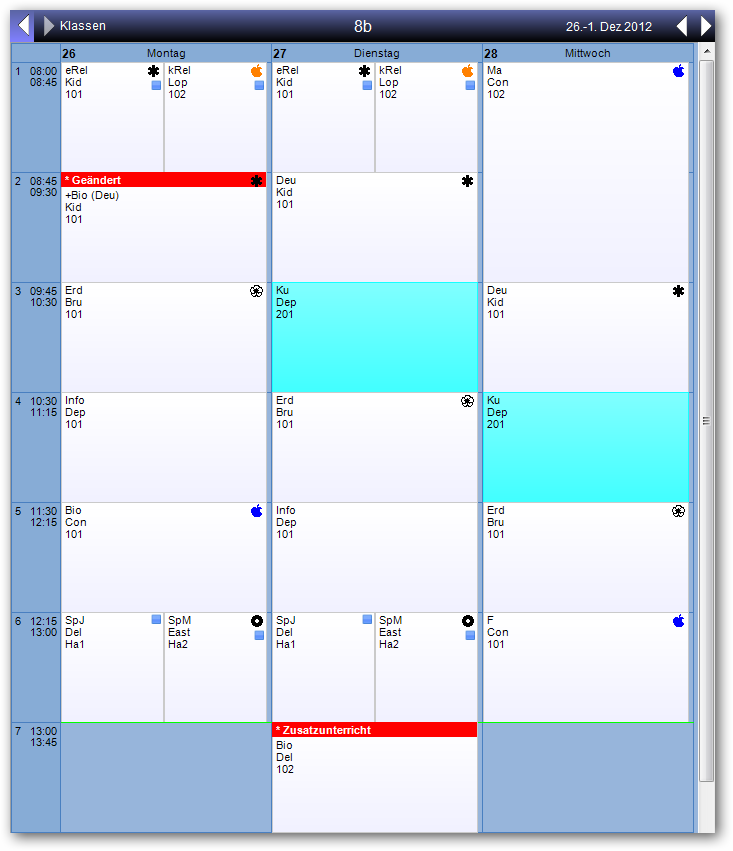 Klassen 8b 26.-1. Dez 2012
26 Montag 27 Dienstag 28 Mittwoch
1 08:00
08:45
eRel
Kid
101
kRel
Lop
102
eRel
Kid
101
kRel
Lop
102
Ma
Con
102
2 08:45
09:30
* Geändert
+Bio (Deu)
Kid
101
Deu
Kid
101
3 09:45
10:30
Erd
Bru
101
Ku
Dep
201
Deu
Kid
101
4 10:30
11:15
Info
Dep
101
Erd
Bru
101
Ku
Dep
201
5 11:30
12:15
Bio
Con
101
Info
Dep
101
Erd
Bru
101
6 12:15
13:00
SpJ
Del
Ha1
SpM
East
Ha2
SpJ
Del
Ha1
SpM
East
Ha2
F
Con
101
7 13:00
13:45
* Zusatzunterricht
Bio
Del
102